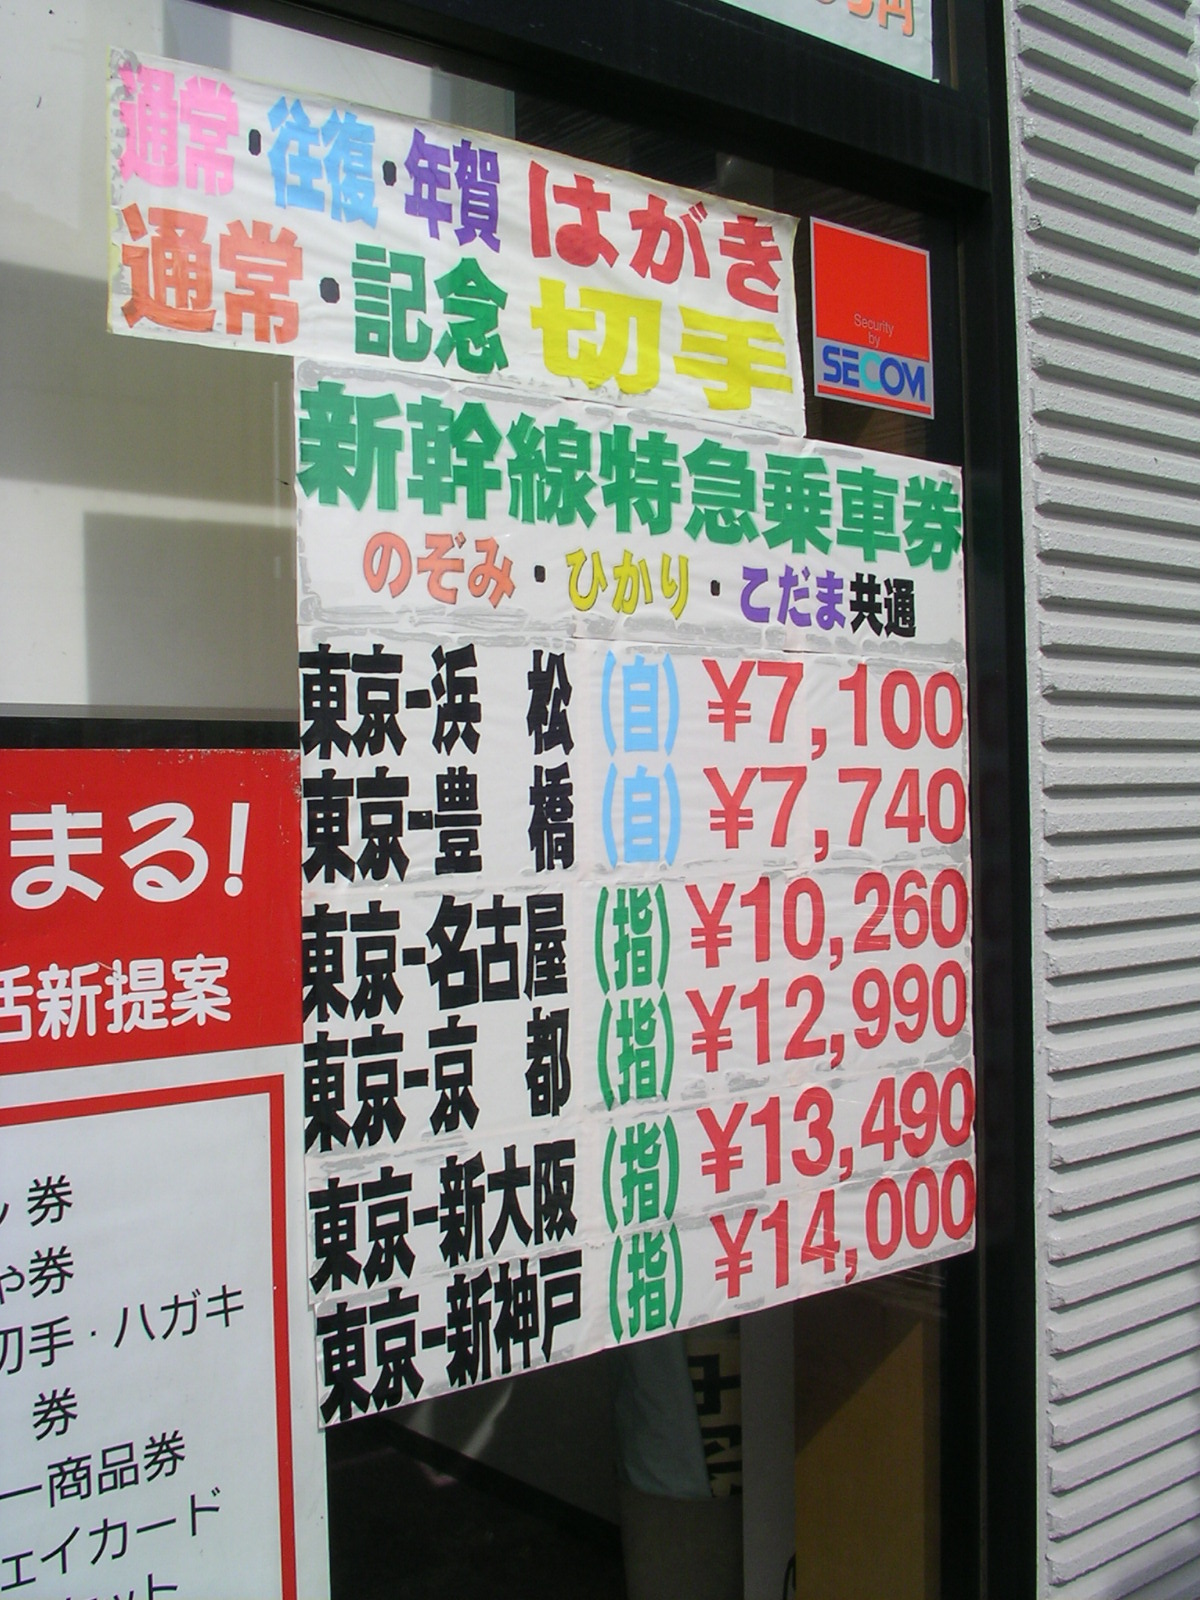 通常・往復・年賀 はがき
通常・記念 切手
Security
by
SECOM
新幹線特急乗車券
のぞみ・ひかり・こだま共通
東京-浜 松 (自) ¥7,100
東京-豊 橋 (自) ¥7,740
東京-名古屋 (指) ¥10,260
東京-京 都 (指) ¥12,990
東京-新大阪 (指) ¥13,490
東京-新神戸 (指) ¥14,000
まる!
活新提案
券
や券
切手・ハガキ
券
ー商品券
ェイカード
ット